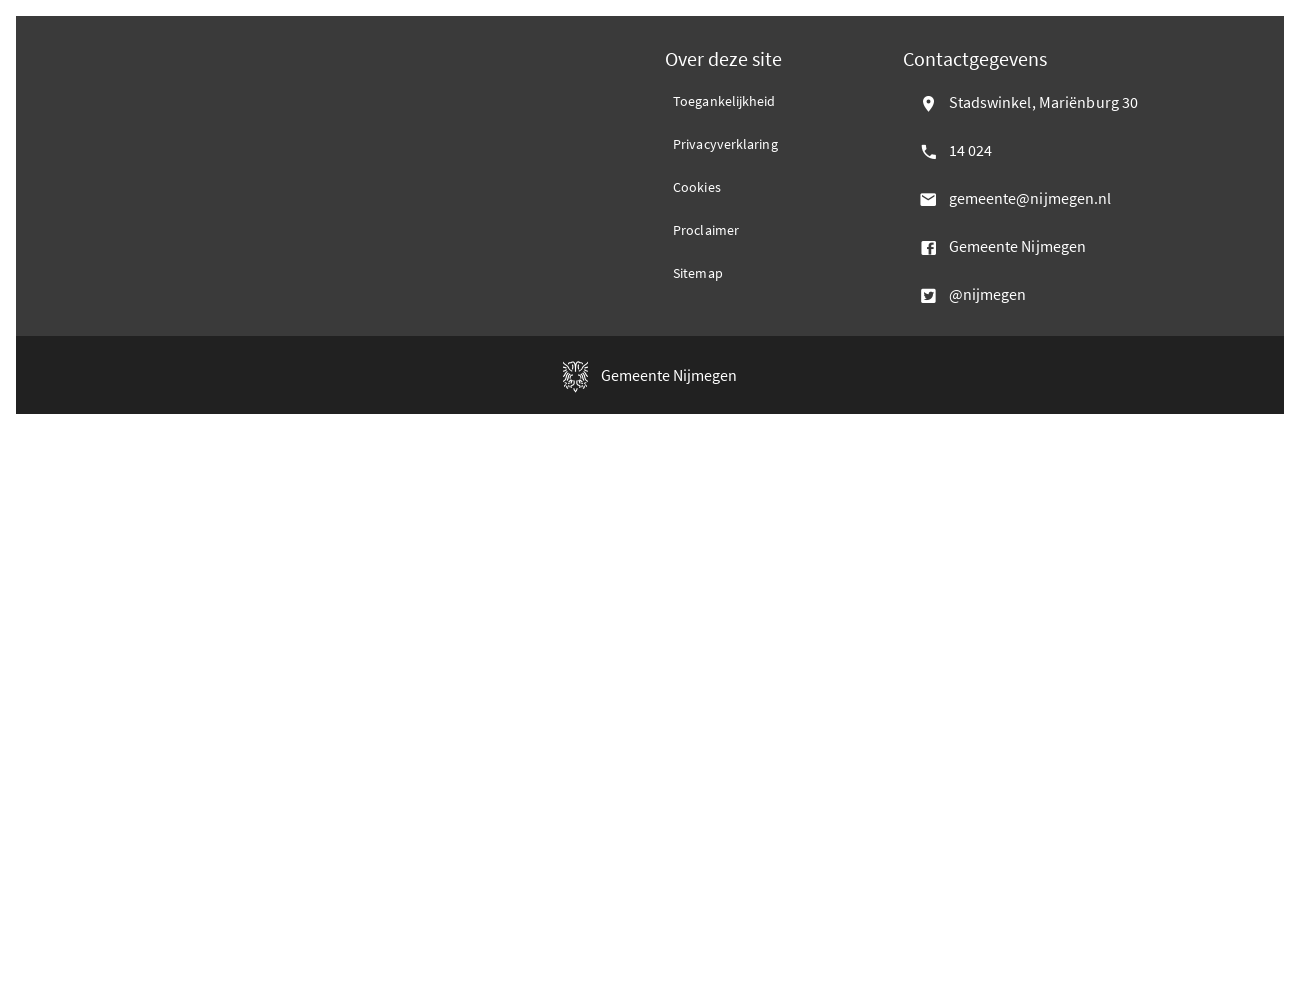 Over deze site
Toegankelijkheid
Privacyverklaring
Cookies
Proclaimer
Sitemap
Contactgegevens
Stadswinkel, Mariënburg 30
14 024
gemeente@nijmegen.nl
Gemeente Nijmegen
@nijmegen
Gemeente Nijmegen